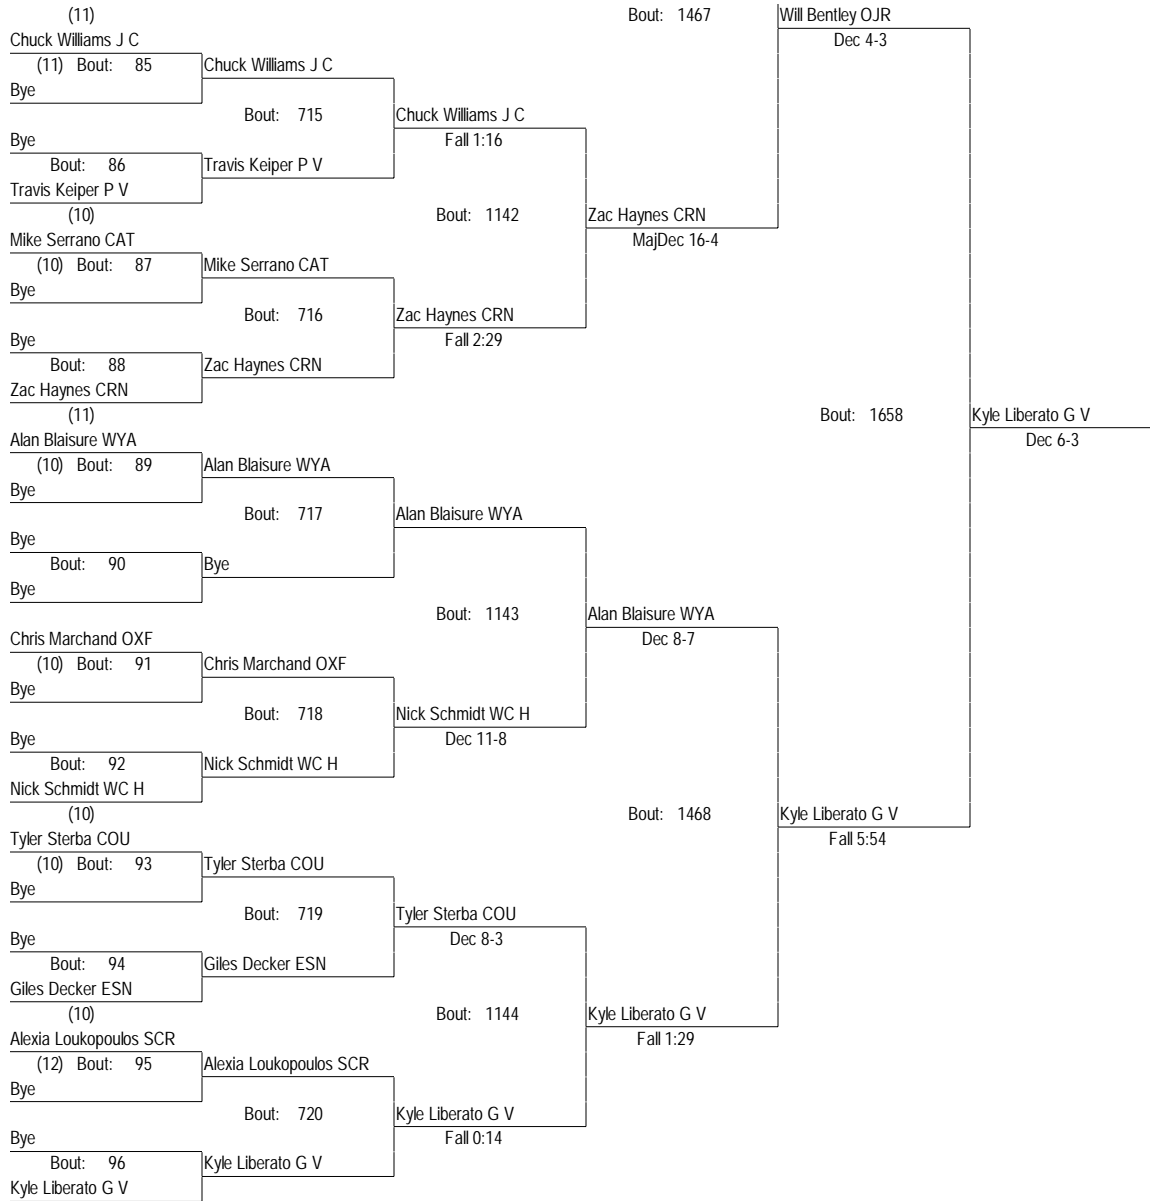 (11)
Bout: 1467
Will Bentley OJR
Chuck Williams J C
Dec 4-3
(11) Bout: 85
Chuck Williams J C
Bye
Bout: 715
Chuck Williams J C
Bye
Fall 1:16
Bout: 86
Travis Keiper P V
Travis Keiper P V
(10)
Bout: 1142
Zac Haynes CRN
Mike Serrano CAT
MajDec 16-4
(10) Bout: 87
Mike Serrano CAT
Bye
Bout: 716
Zac Haynes CRN
Bye
Fall 2:29
Bout: 88
Zac Haynes CRN
Zac Haynes CRN
(11)
Bout: 1658
Kyle Liberato G V
Alan Blaisure WYA
Dec 6-3
(10) Bout: 89
Alan Blaisure WYA
Bye
Bout: 717
Alan Blaisure WYA
Bye
Bout: 90
Bye
Bye
Bout: 1143
Alan Blaisure WYA
Chris Marchand OXF
Dec 8-7
(10) Bout: 91
Chris Marchand OXF
Bye
Bout: 718
Nick Schmidt WC H
Bye
Dec 11-8
Bout: 92
Nick Schmidt WC H
Nick Schmidt WC H
(10)
Bout: 1468
Kyle Liberato G V
Tyler Sterba COU
Fall 5:54
(10) Bout: 93
Tyler Sterba COU
Bye
Bout: 719
Tyler Sterba COU
Bye
Dec 8-3
Bout: 94
Giles Decker ESN
Giles Decker ESN
(10)
Bout: 1144
Kyle Liberato G V
Alexia Loukopoulos SCR
Fall 1:29
(12) Bout: 95
Alexia Loukopoulos SCR
Bye
Bout: 720
Kyle Liberato G V
Bye
Fall 0:14
Bout: 96
Kyle Liberato G V
Kyle Liberato G V